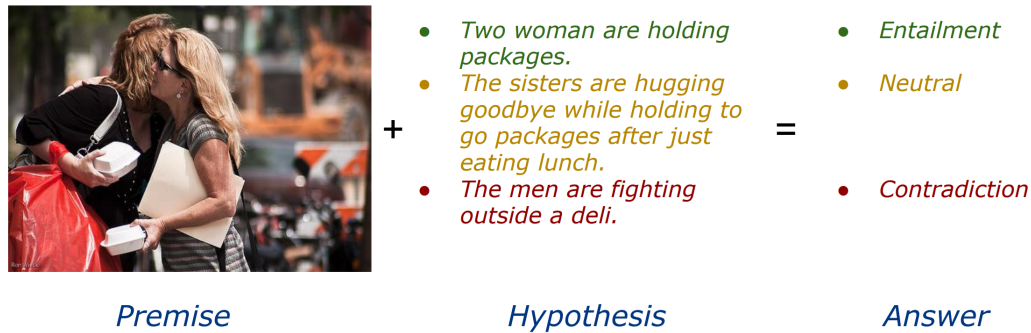 Two woman are holding
packages.
The sisters are hugging
goodbye while holding to
go packages after just
eating lunch.
The men are fighting
outside a deli.
+
=
Entailment
Neutral
Contradiction
Premise
Hypothesis
Answer